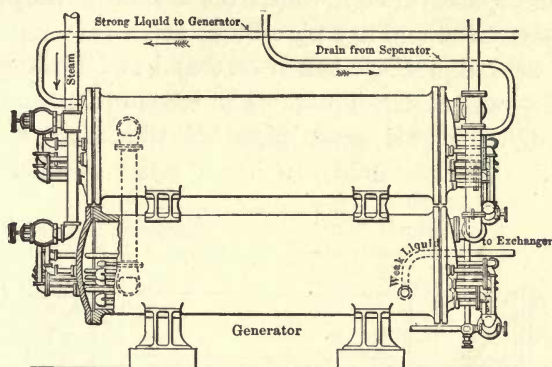 Strong Liquid to Generator
Drain from Separator
Steam
Weak Liquid
to Exchanger
Generator